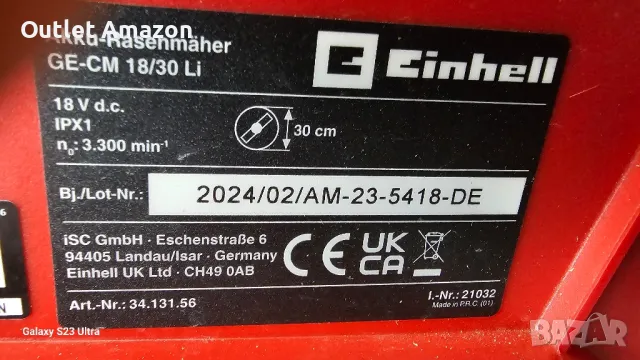 Outlet Amazon
Akku-Rasenmäher
GE-CM 18/30 Li
Einhell
18 V d.c.
IPX1
n₀: 3.300 min⁻¹
30 cm
Bj./Lot-Nr.:
2024/02/AM-23-5418-DE
iSC GmbH · Eschenstraße 6
94405 Landau/Isar · Germany
Einhell UK Ltd · CH49 0AB
CE
UK
CA
Art.-Nr.: 34.131.56
I.-Nr.: 21032
Made in P.R.C. (01)
6
N
Galaxy S23 Ultra
BAZAR